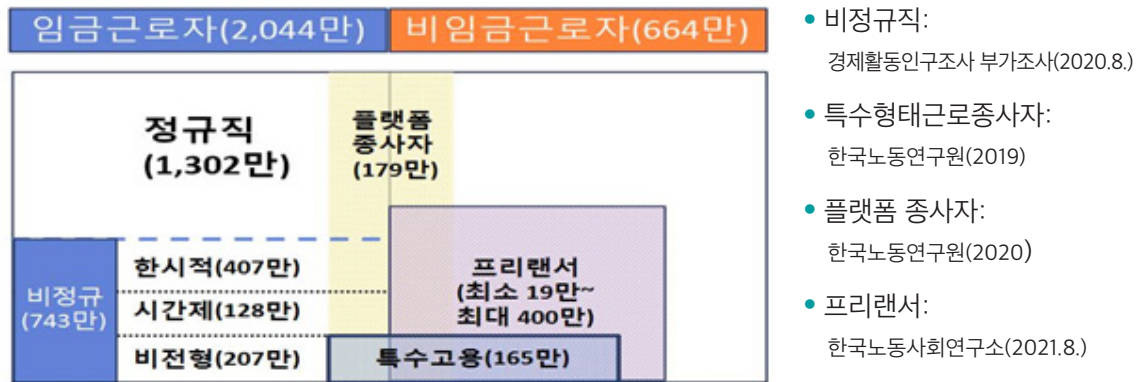 임금근로자(2,044만)
비임금근로자(664만)
정규직
(1,302만)
플랫폼
종사자
(179만)
비정규
(743만)
한시적(407만)
시간제(128만)
비전형(207만)
프리랜서
(최소 19만~
최대 400만)
특수고용(165만)
• 비정규직:
경제활동인구조사 부가조사(2020.8.)
• 특수형태근로종사자:
한국노동연구원(2019)
• 플랫폼 종사자:
한국노동연구원(2020)
• 프리랜서:
한국노동사회연구소(2021.8.)